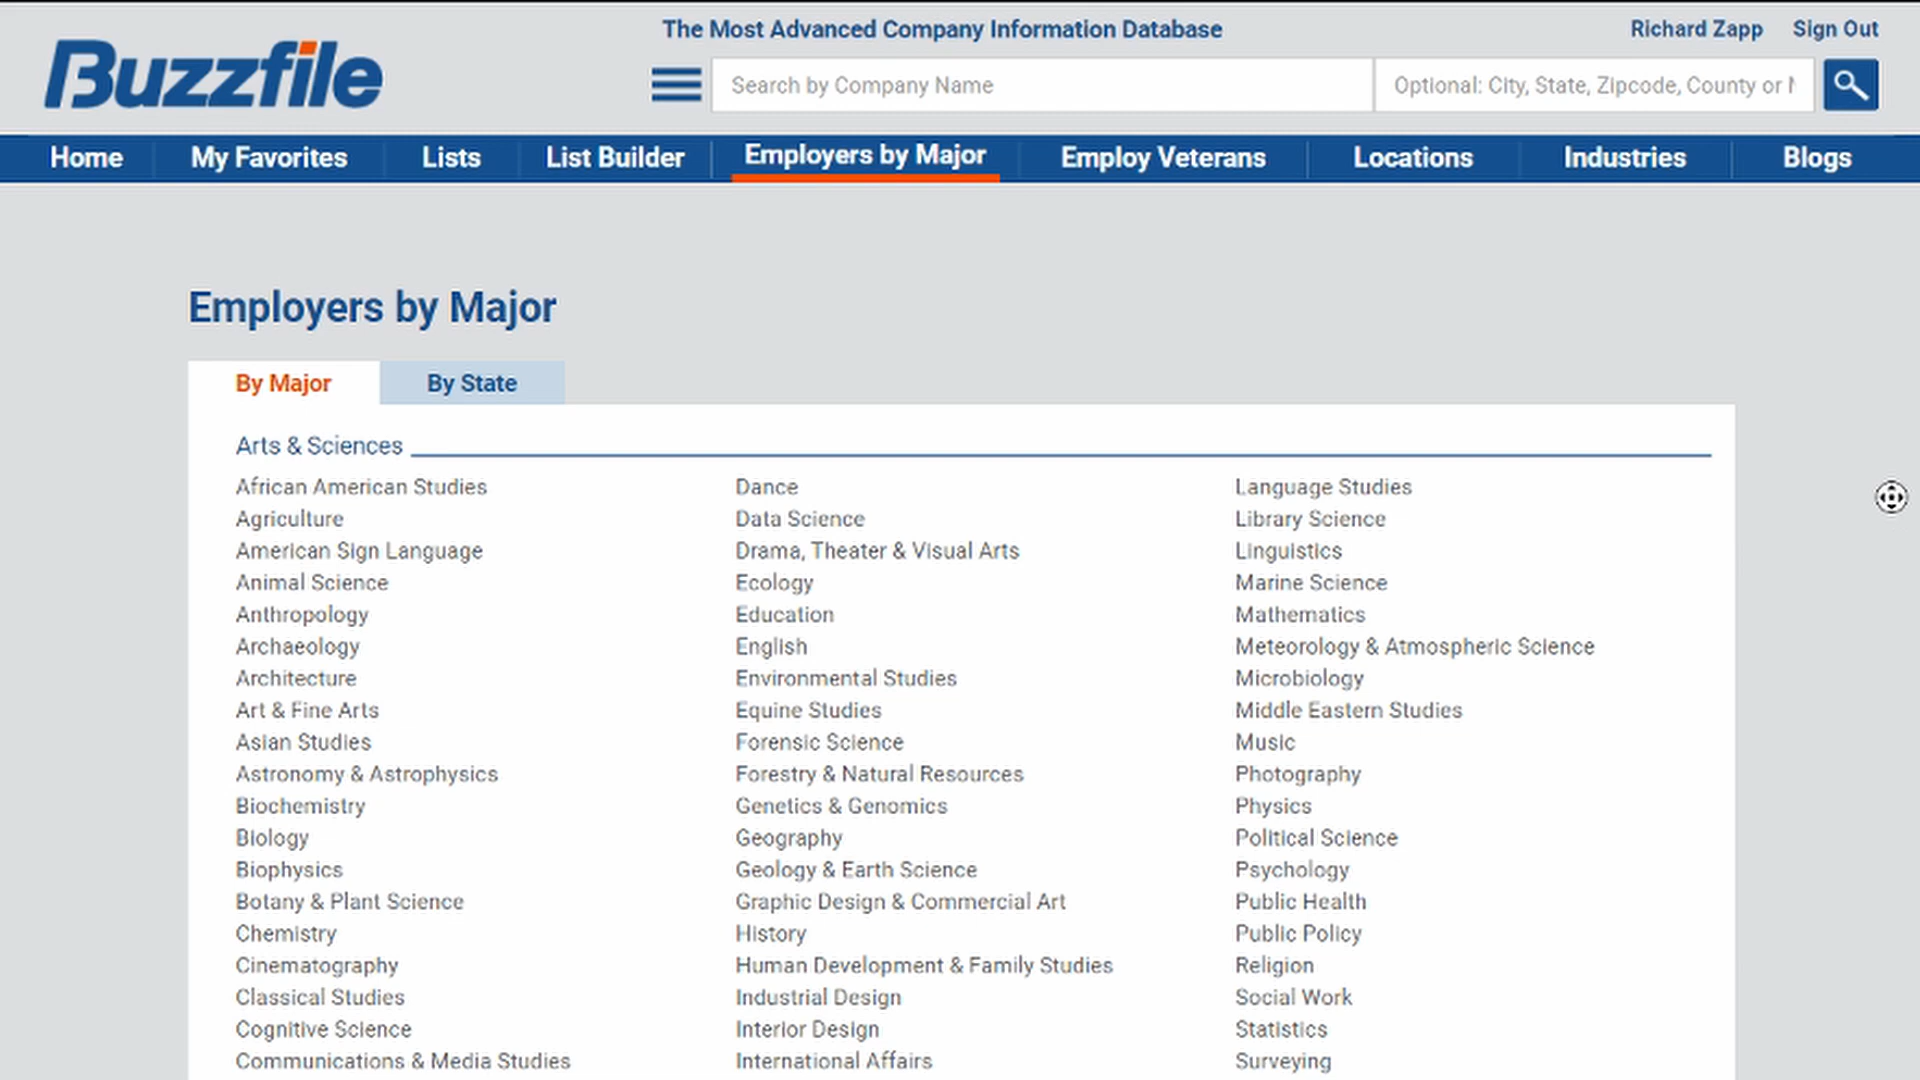 The Most Advanced Company Information Database
Richard Zapp
Sign Out
Buzzfile
Search by Company Name
Optional: City, State, Zipcode, County or
Home
My Favorites
Lists
List Builder
Employers by Major
Employ Veterans
Locations
Industries
Blogs
Employers by Major
By Major
By State
Arts & Sciences
African American Studies
Agriculture
American Sign Language
Animal Science
Anthropology
Archaeology
Architecture
Art & Fine Arts
Asian Studies
Astronomy & Astrophysics
Biochemistry
Biology
Biophysics
Botany & Plant Science
Chemistry
Cinematography
Classical Studies
Cognitive Science
Communications & Media Studies
Dance
Data Science
Drama, Theater & Visual Arts
Ecology
Education
English
Environmental Studies
Equine Studies
Forensic Science
Forestry & Natural Resources
Genetics & Genomics
Geography
Geology & Earth Science
Graphic Design & Commercial Art
History
Human Development & Family Studies
Industrial Design
Interior Design
International Affairs
Language Studies
Library Science
Linguistics
Marine Science
Mathematics
Meteorology & Atmospheric Science
Microbiology
Middle Eastern Studies
Music
Photography
Physics
Political Science
Psychology
Public Health
Public Policy
Religion
Social Work
Statistics
Surveying